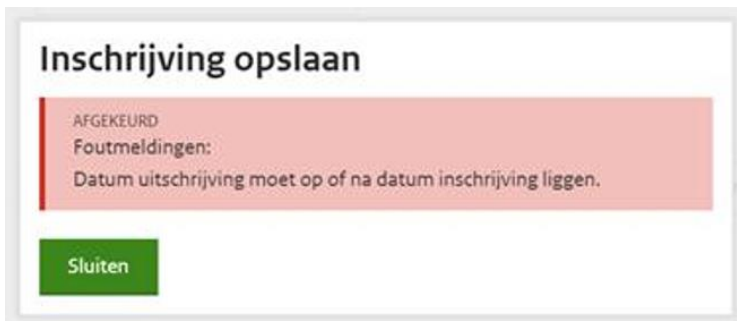 Inschrijving opslaan
AFGEKEURD
Foutmeldingen:
Datum uitschrijving moet op of na datum inschrijving liggen.
Sluiten